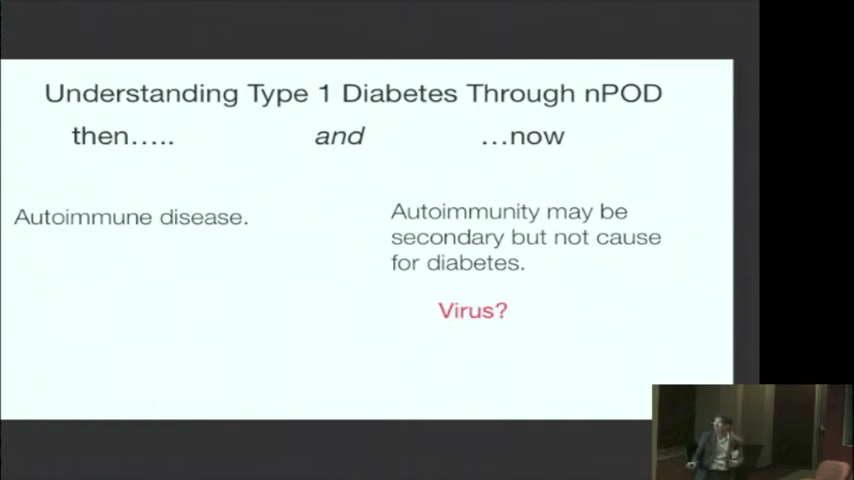 Understanding Type 1 Diabetes Through nPOD
then….. and …now
Autoimmune disease.
Autoimmunity may be
secondary but not cause
for diabetes.
Virus?